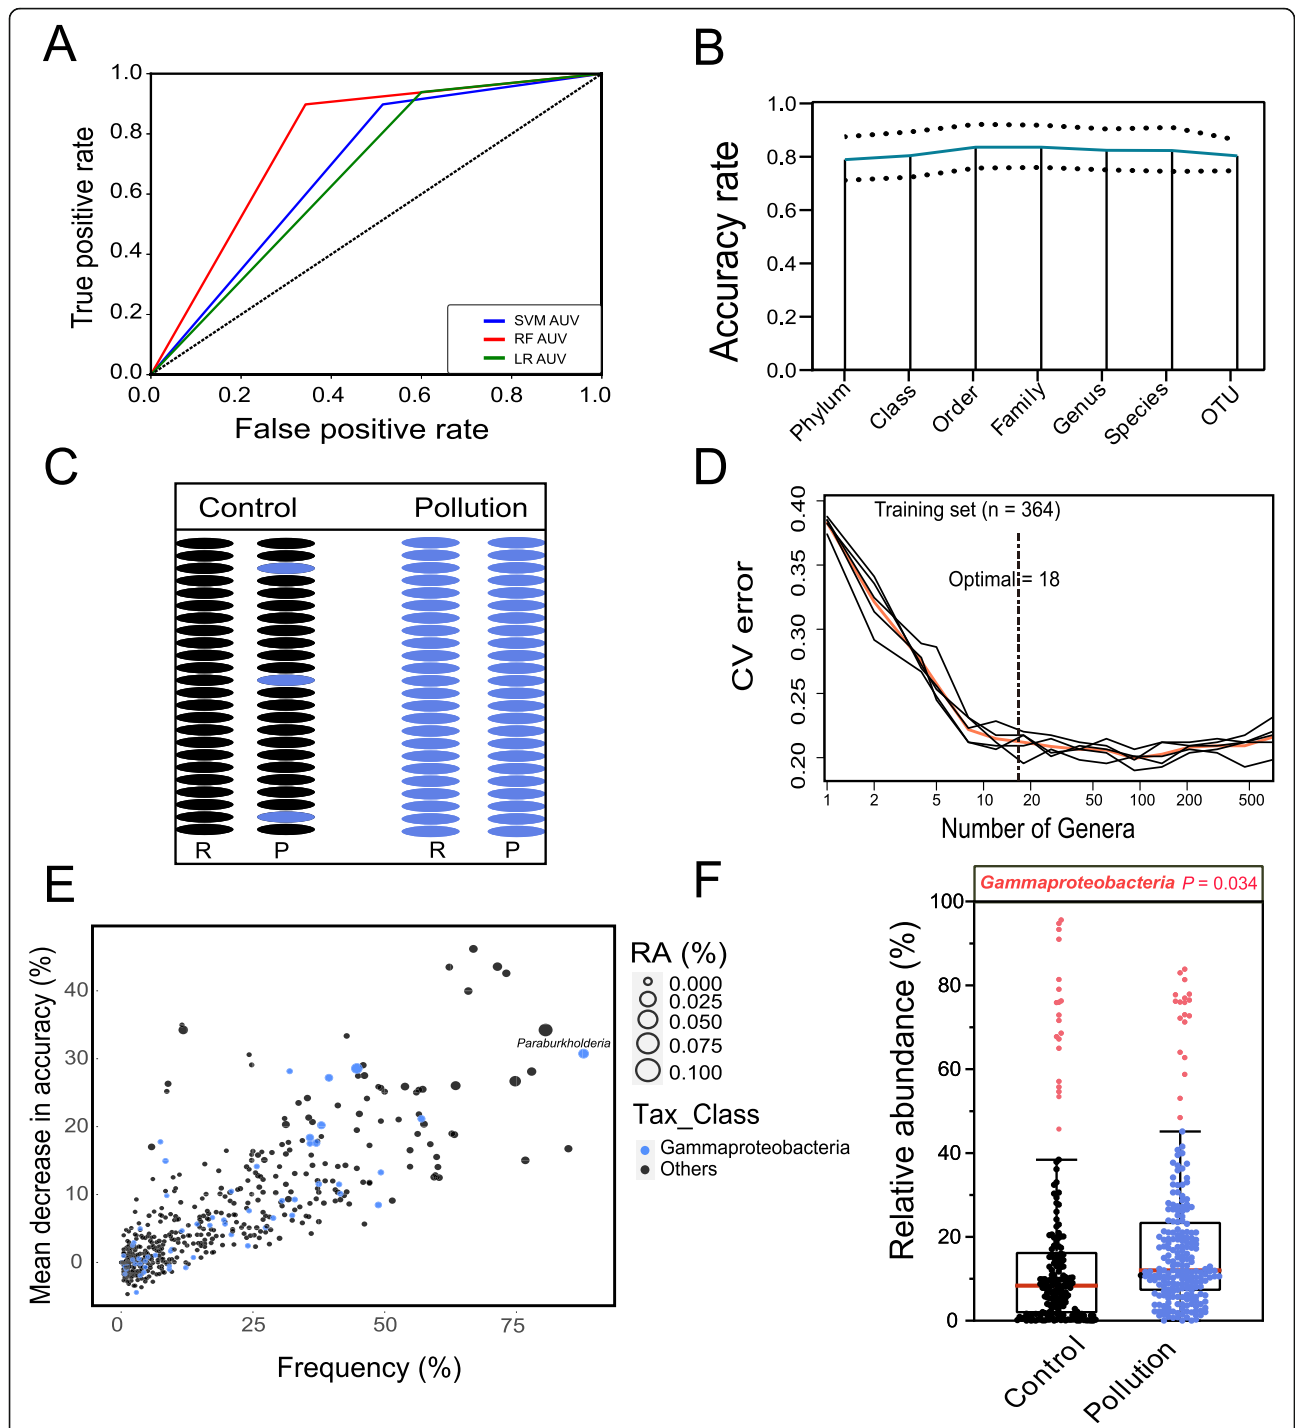 A
True positive rate
1.0
0.8
0.6
0.4
0.2
0.0
0.0
0.2
0.4
0.6
0.8
1.0
SVM AUV
RF AUV
LR AUV
False positive rate
B
Accuracy rate
1.0
0.8
0.6
0.4
0.2
0.0
Phylum
Class
Order
Family
Genus
Species
OTU
C
Control
Pollution
R
P
R
P
D
CV error
0.40
0.35
0.30
0.25
0.20
Training set (n = 364)
Optimal = 18
1
2
5
10
20
50
100
200
500
Number of Genera
E
Mean decrease in accuracy (%)
40
30
20
10
0
Paraburkholderia
0
25
50
75
Frequency (%)
RA (%)
0.000
0.025
0.050
0.075
0.100
Tax_Class
Gammaproteobacteria
Others
F
Gammaproteobacteria P = 0.034
Relative abundance (%)
100
80
60
40
20
0
Control
Pollution